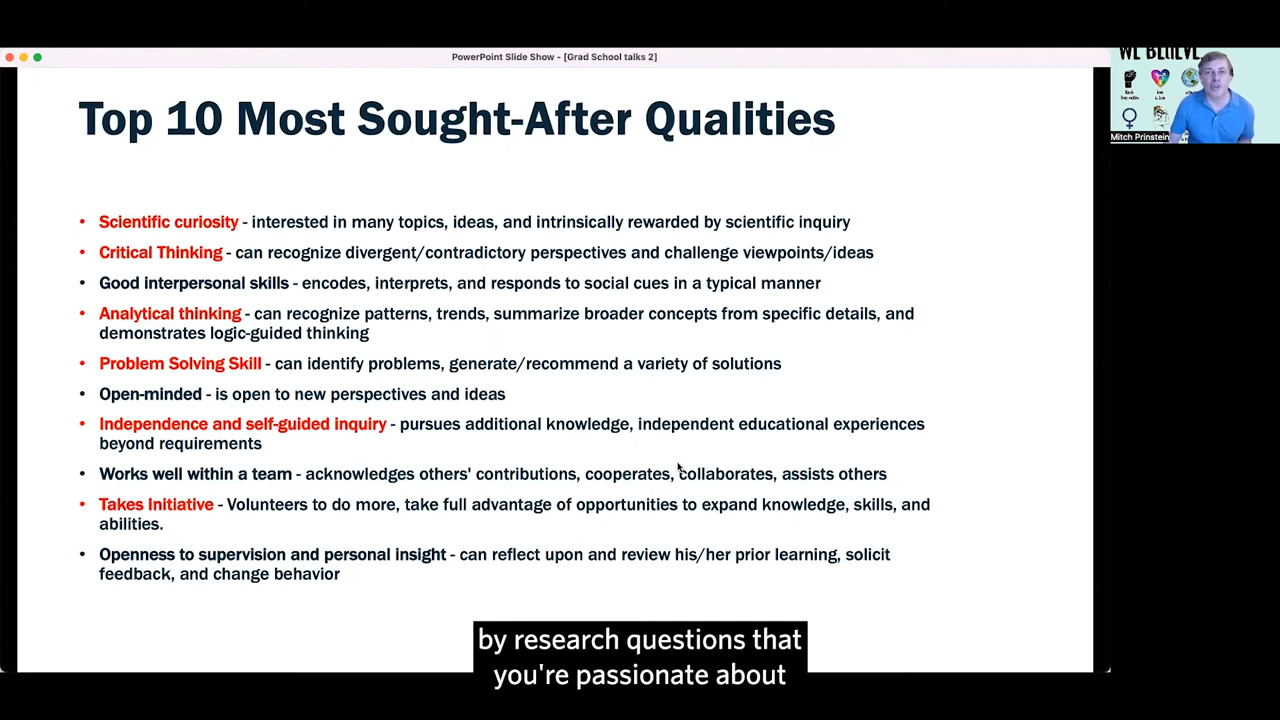 PowerPoint Slide Show - [Grad School talks 2]
WE BELIEVE
Mitch Prinstein
Top 10 Most Sought-After Qualities
• Scientific curiosity - interested in many topics, ideas, and intrinsically rewarded by scientific inquiry
• Critical Thinking - can recognize divergent/contradictory perspectives and challenge viewpoints/ideas
• Good interpersonal skills - encodes, interprets, and responds to social cues in a typical manner
• Analytical thinking - can recognize patterns, trends, summarize broader concepts from specific details, and
demonstrates logic-guided thinking
• Problem Solving Skill - can identify problems, generate/recommend a variety of solutions
• Open-minded - is open to new perspectives and ideas
• Independence and self-guided inquiry - pursues additional knowledge, independent educational experiences
beyond requirements
• Works well within a team - acknowledges others' contributions, cooperates, collaborates, assists others
• Takes Initiative - Volunteers to do more, take full advantage of opportunities to expand knowledge, skills, and
abilities.
• Openness to supervision and personal insight - can reflect upon and review his/her prior learning, solicit
feedback, and change behavior
by research questions that
you're passionate about